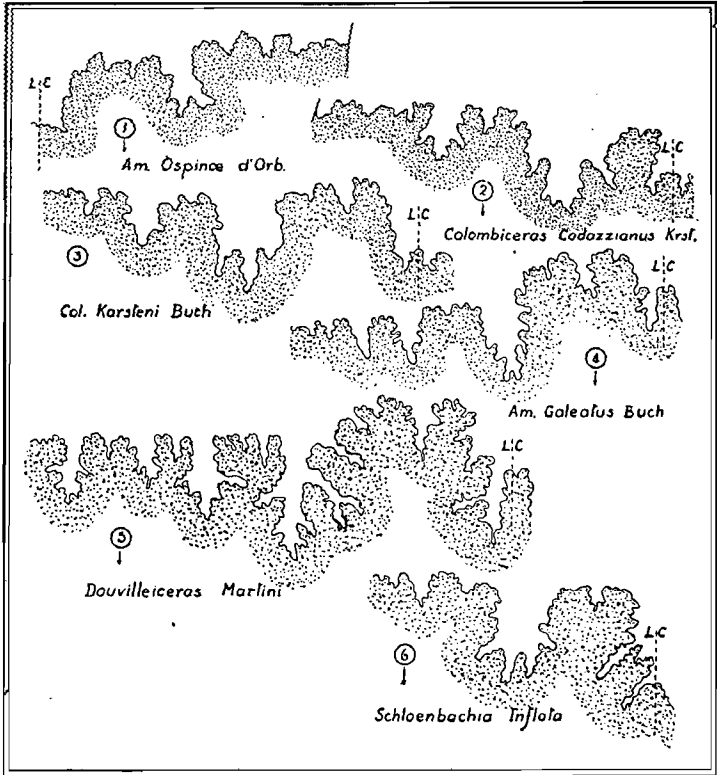 L.C
1
Am. Ospinœ d'Orb.
L.C
2
Colombiceras Codazzianus Krst.
L.C
3
Col. Karsteni Buch
L.C
4
Am. Galeatus Buch
L.C
5
Douvilleiceras Martini
L.C
6
Schloenbachia Inflata